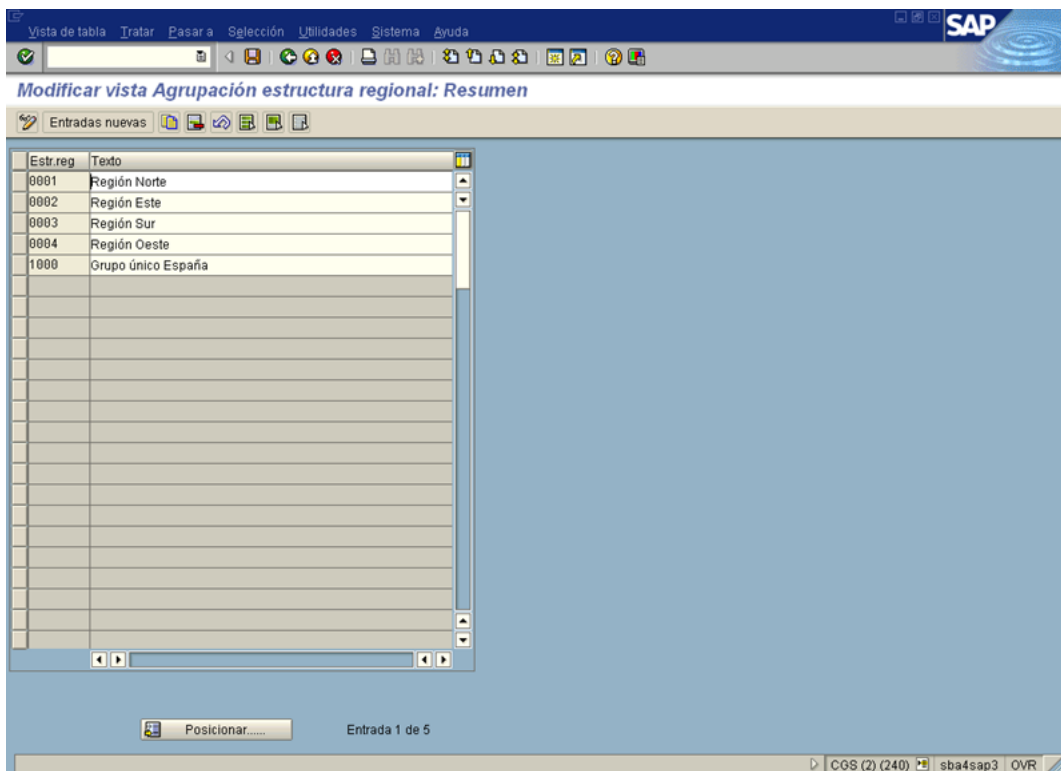 SAP
Vista de tabla Tratar Pasar a Selección Utilidades Sistema Ayuda
Modificar vista Agrupación estructura regional: Resumen
Entradas nuevas
Estr.reg Texto
0001 Región Norte
0002 Región Este
0003 Región Sur
0004 Región Oeste
1000 Grupo único España
Posicionar...... Entrada 1 de 5
CGS (2) (240) sba4sap3 OVR